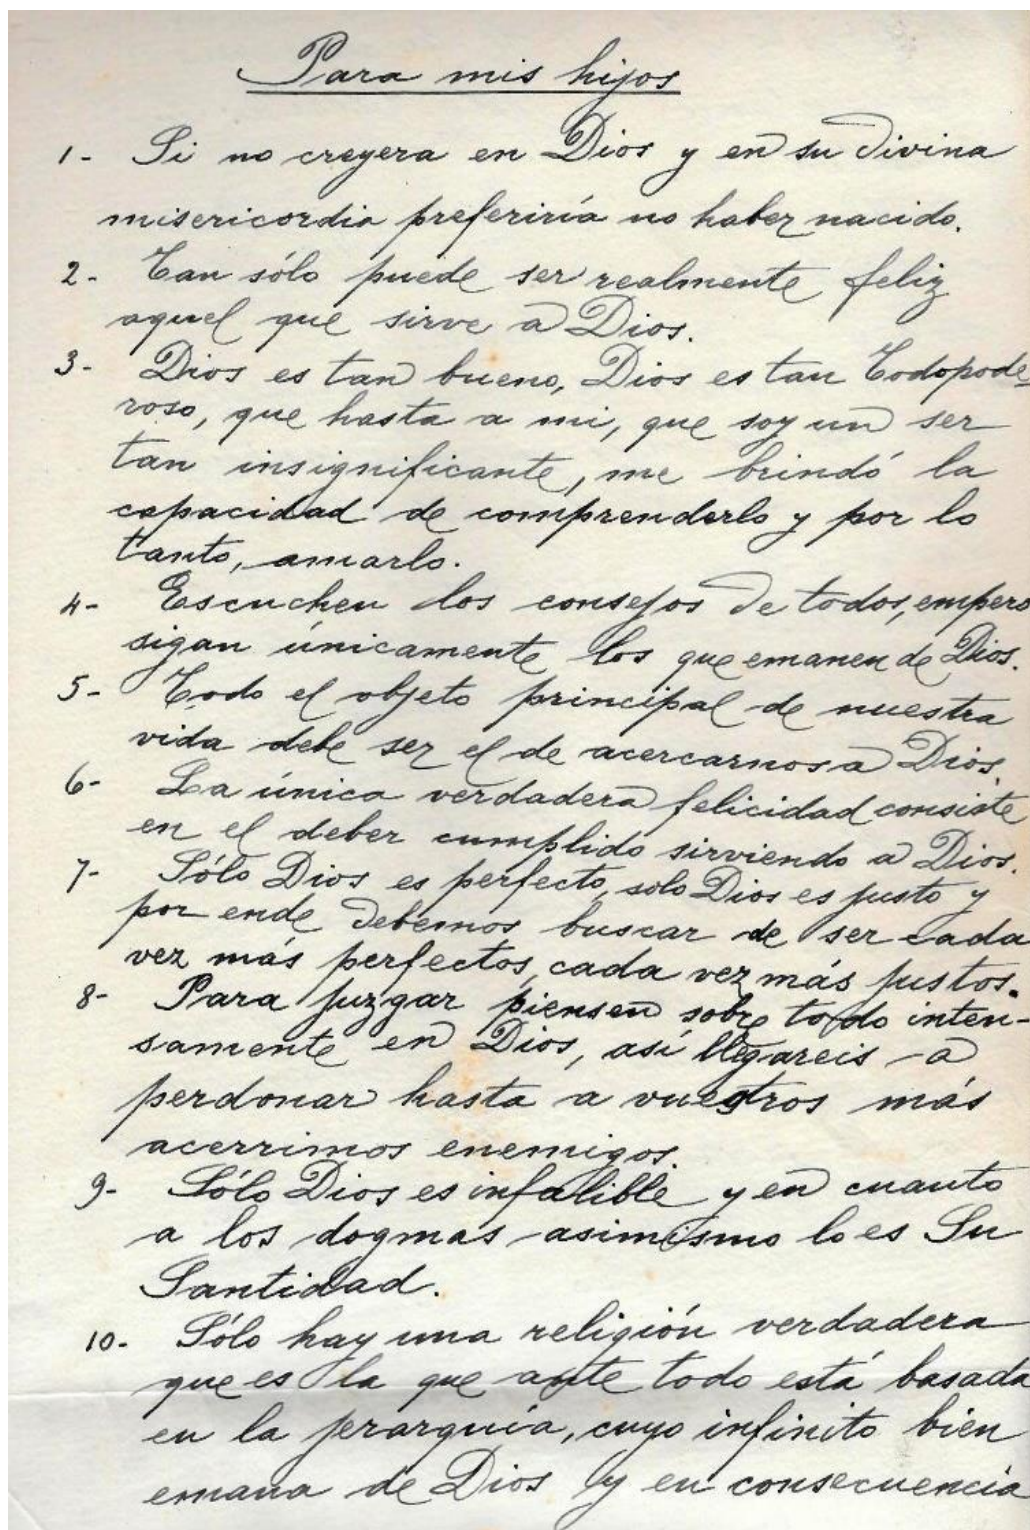 Para mis hijos
1- Si no creyera en Dios y en su divina
misericordia preferiría no haber nacido.
2- Tan sólo puede ser realmente feliz
aquel que sirve a Dios.
3- Dios es tan bueno, Dios es tan Todopode-
roso, que hasta a mi, que soy un ser
tan insignificante, me brindó la
capacidad de comprenderlo y por lo
tanto, amarlo.
4- Escuchen los consejos de todos, empero
sigan únicamente los que emanen de Dios.
5- Todo el objeto principal de nuestra
vida debe ser el de acercarnos a Dios.
6- La única verdadera felicidad consiste
en el deber cumplido sirviendo a Dios.
7- Sólo Dios es perfecto, solo Dios es justo y
por ende debemos buscar de ser cada
vez más perfectos, cada vez más justos.
8- Para juzgar piensen sobre todo inten-
samente en Dios, así llegareis a
perdonar hasta a vuestros más
acerrimos enemigos.
9- Sólo Dios es infalible y en cuanto
a los dogmas asimismo lo es Su
Santidad.
10- Sólo hay una religión verdadera
que es la que ante todo está basada
en la jerarquía, cuyo infinito bien
emana de Dios y en consecuencia